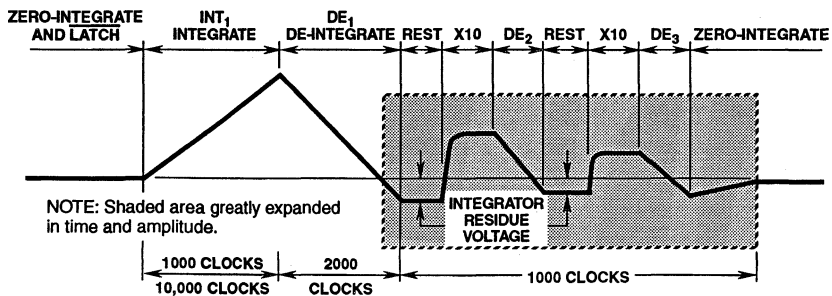 ZERO-INTEGRATE
AND LATCH
INT1
INTEGRATE
DE1
DE-INTEGRATE
REST
X10
DE2
REST
X10
DE3
ZERO-INTEGRATE
NOTE: Shaded area greatly expanded
in time and amplitude.
INTEGRATOR
RESIDUE
VOLTAGE
1000 CLOCKS
10,000 CLOCKS
2000
CLOCKS
1000 CLOCKS